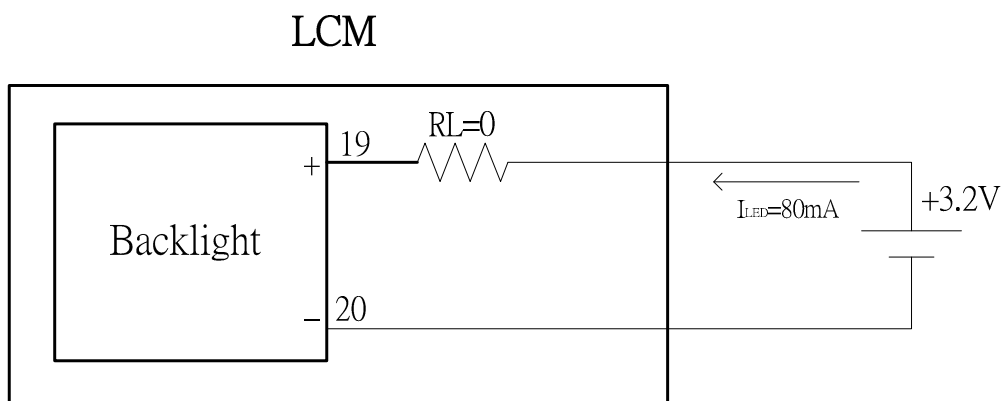 LCM
RL=0
19
+
+3.2V
ILED=80mA
Backlight
−
20